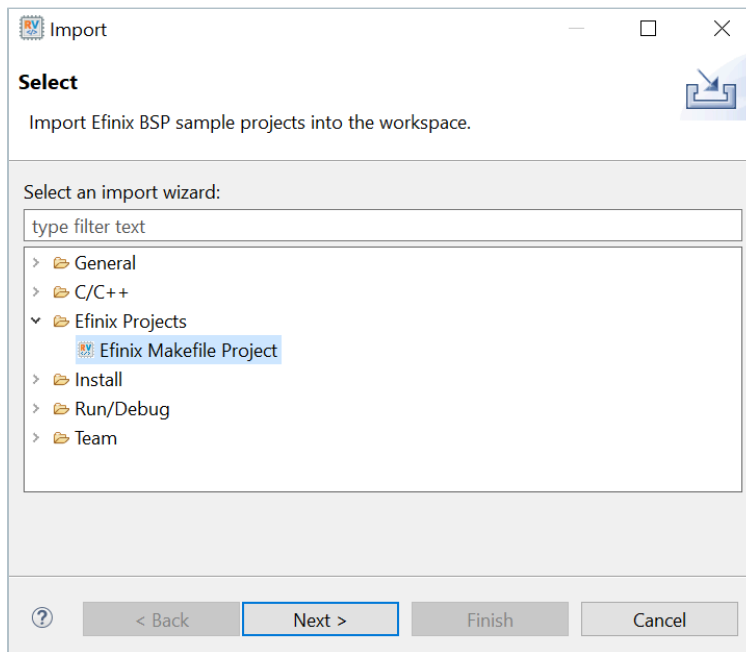 Import
Select
Import Efinix BSP sample projects into the workspace.
Select an import wizard:
type filter text
General
C/C++
Efinix Projects
Efinix Makefile Project
Install
Run/Debug
Team
? < Back Next > Finish Cancel